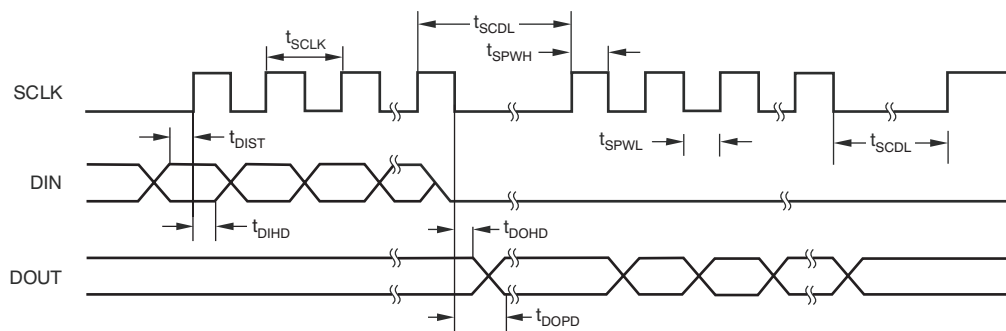 tSCDL
tSCLK
tSPWH
SCLK
tDIST
tSPWL
tSCDL
DIN
tDIHD
tDOHD
DOUT
tDOPD